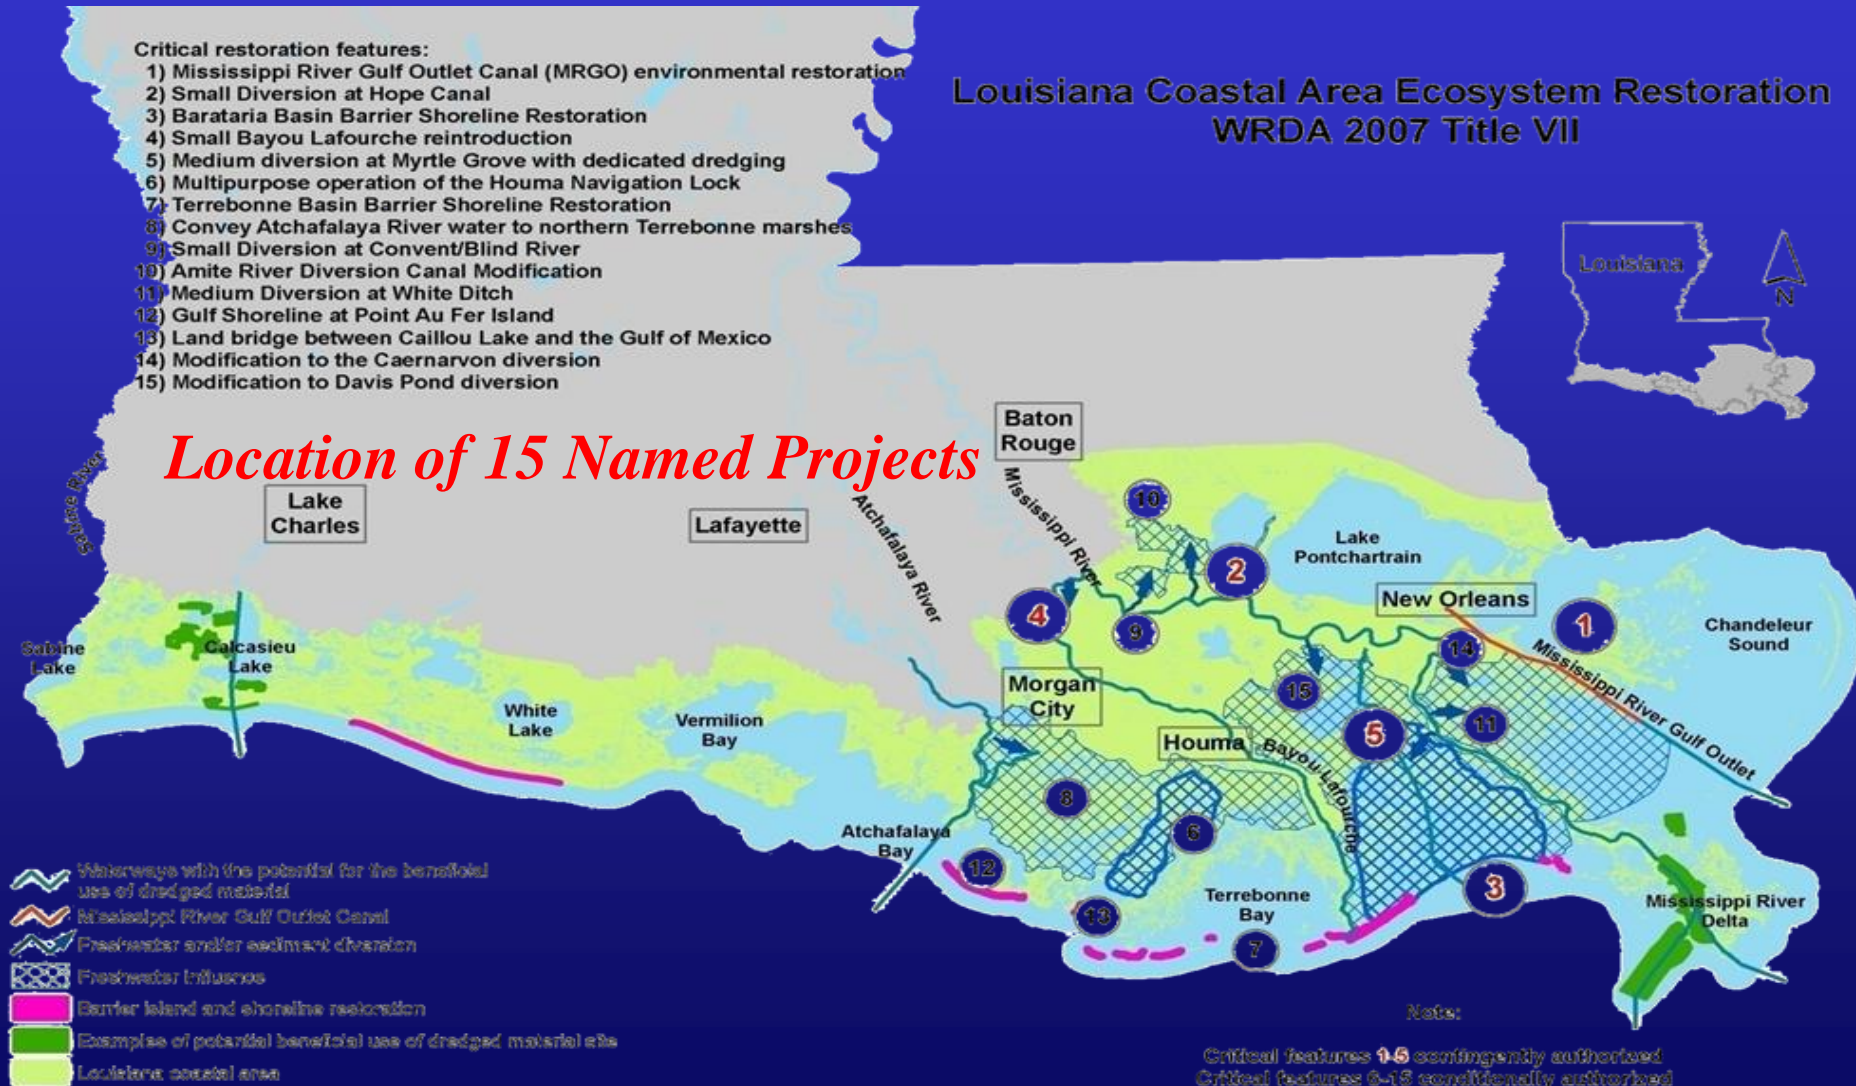 Critical restoration features:
1) Mississippi River Gulf Outlet Canal (MRGO) environmental restoration
2) Small Diversion at Hope Canal
3) Barataria Basin Barrier Shoreline Restoration
4) Small Bayou Lafourche reintroduction
5) Medium diversion at Myrtle Grove with dedicated dredging
6) Multipurpose operation of the Houma Navigation Lock
7) Terrebonne Basin Barrier Shoreline Restoration
8) Convey Atchafalaya River water to northern Terrebonne marshes
9) Small Diversion at Convent/Blind River
10) Amite River Diversion Canal Modification
11) Medium Diversion at White Ditch
12) Gulf Shoreline at Point Au Fer Island
13) Land bridge between Caillou Lake and the Gulf of Mexico
14) Modification to the Caernarvon diversion
15) Modification to Davis Pond diversion
Louisiana Coastal Area Ecosystem Restoration
WRDA 2007 Title VII
Louisiana
N
Location of 15 Named Projects
Baton
Rouge
Sabine River
Lake
Charles
Lafayette
Atchafalaya River
Mississippi River
10
Lake
Pontchartrain
2
New Orleans
4
9
1
Chandeleur
Sound
14
Mississippi River Gulf Outlet
Sabine
Lake
Calcasieu
Lake
Morgan
City
15
White
Lake
Vermilion
Bay
Houma
Bayou Lafourche
5
11
8
6
Atchafalaya
Bay
12
13
Terrebonne
Bay
7
3
Mississippi River
Delta
Waterways with the potential for the beneficial
use of dredged material
Mississippi River Gulf Outlet Canal
Freshwater and/or sediment diversion
Freshwater influence
Barrier island and shoreline restoration
Examples of potential beneficial use of dredged material site
Louisiana coastal area
Note:
Critical features 1-5 contingently authorized
Critical features 6-15 conditionally authorized